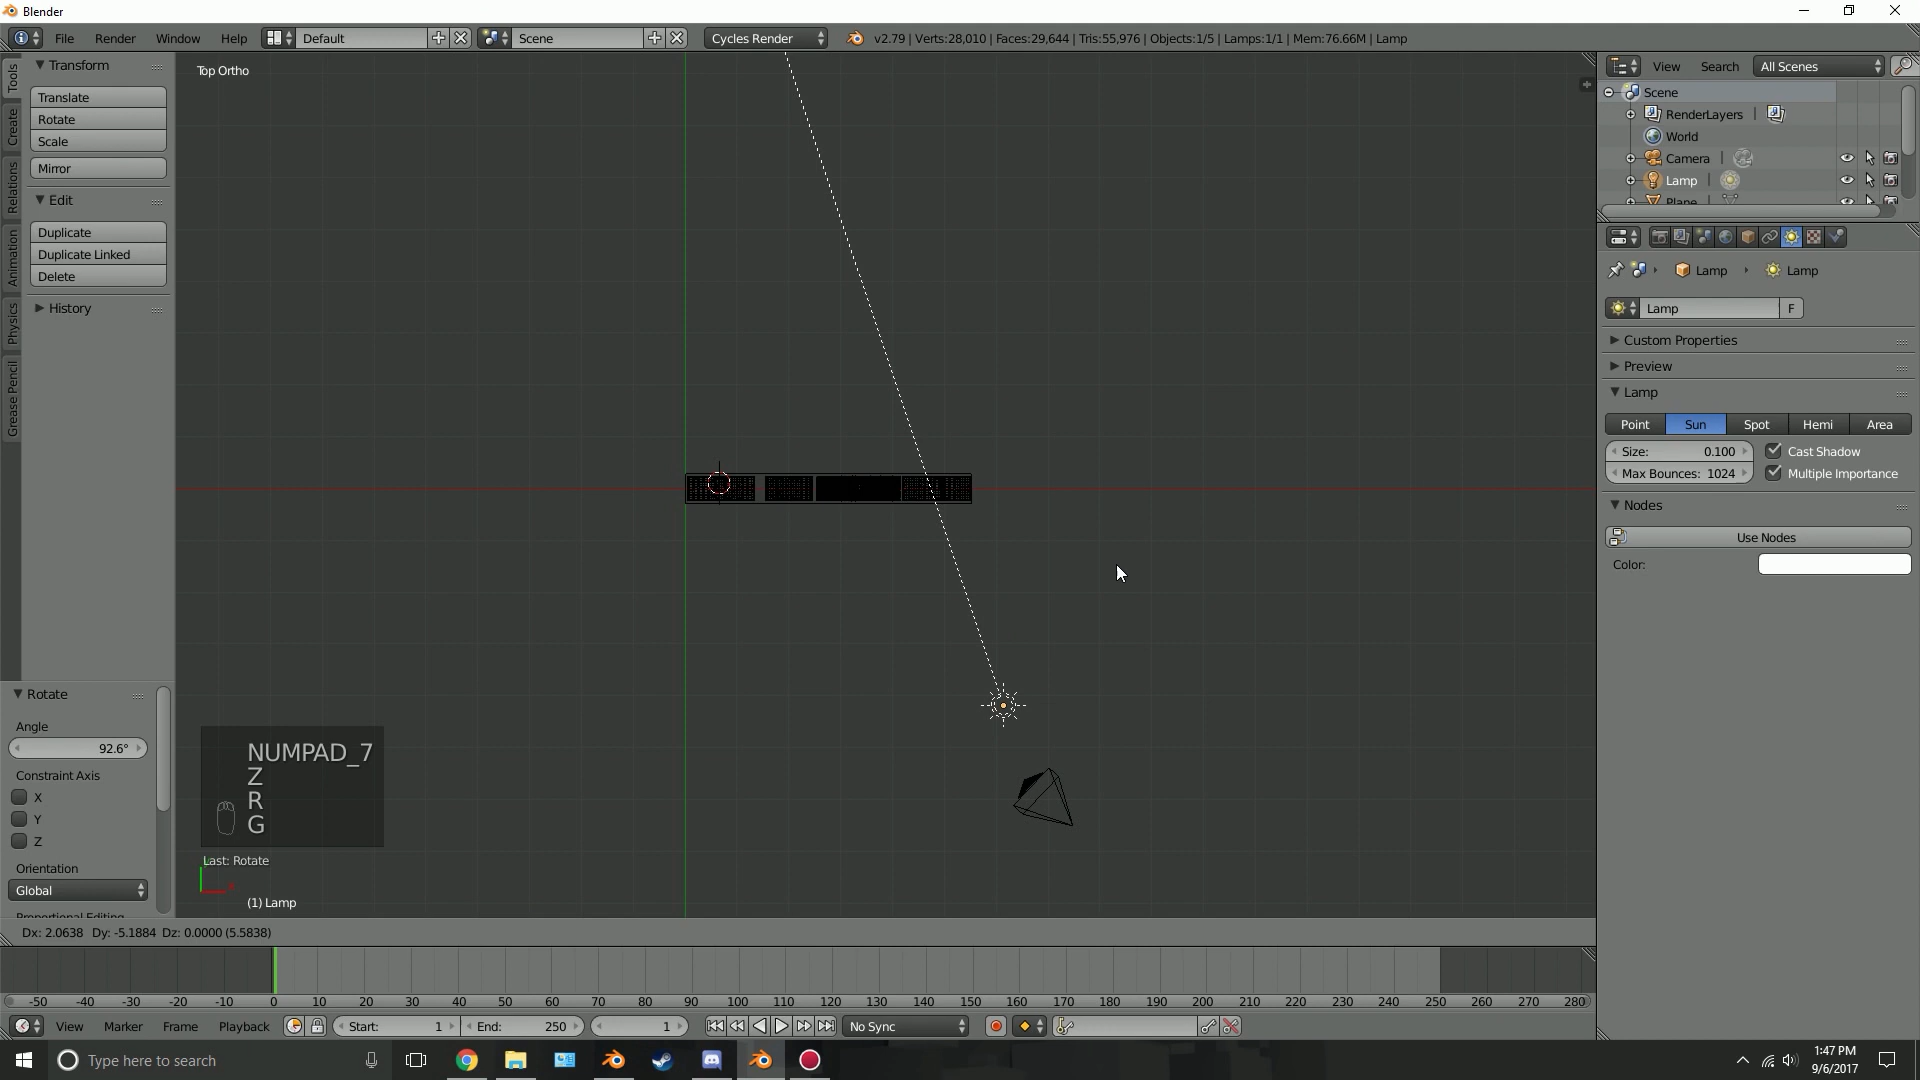 Blender
File Render Window Help Default Scene Cycles Render v2.79 | Verts:28,010 | Faces:29,644 | Tris:55,976 | Objects:1/5 | Lamps:1/1 | Mem:76.66M | Lamp
Tools
Create
Relations
Animation
Physics
Grease Pencil
Transform
Translate
Rotate
Scale
Mirror
Edit
Duplicate
Duplicate Linked
Delete
History
Rotate
Angle
92.6°
Constraint Axis
X
Y
Z
Orientation
Global
Proportional Editing
Top Ortho
NUMPAD_7
Z
R
G
Last: Rotate
(1) Lamp
Dx: 2.0638 Dy: -5.1884 Dz: 0.0000 (5.5838)
View Search All Scenes
Scene
RenderLayers
World
Camera
Lamp
Plane
Lamp Lamp
Lamp F
Custom Properties
Preview
Lamp
Point Sun Spot Hemi Area
Size: 0.100 Cast Shadow
Max Bounces: 1024 Multiple Importance
Nodes
Use Nodes
Color:
-50 -40 -30 -20 -10 0 10 20 30 40 50 60 70 80 90 100 110 120 130 140 150 160 170 180 190 200 210 220 230 240 250 260 270 280
View Marker Frame Playback Start: 1 End: 250 1 No Sync
Type here to search
1:47 PM
9/6/2017